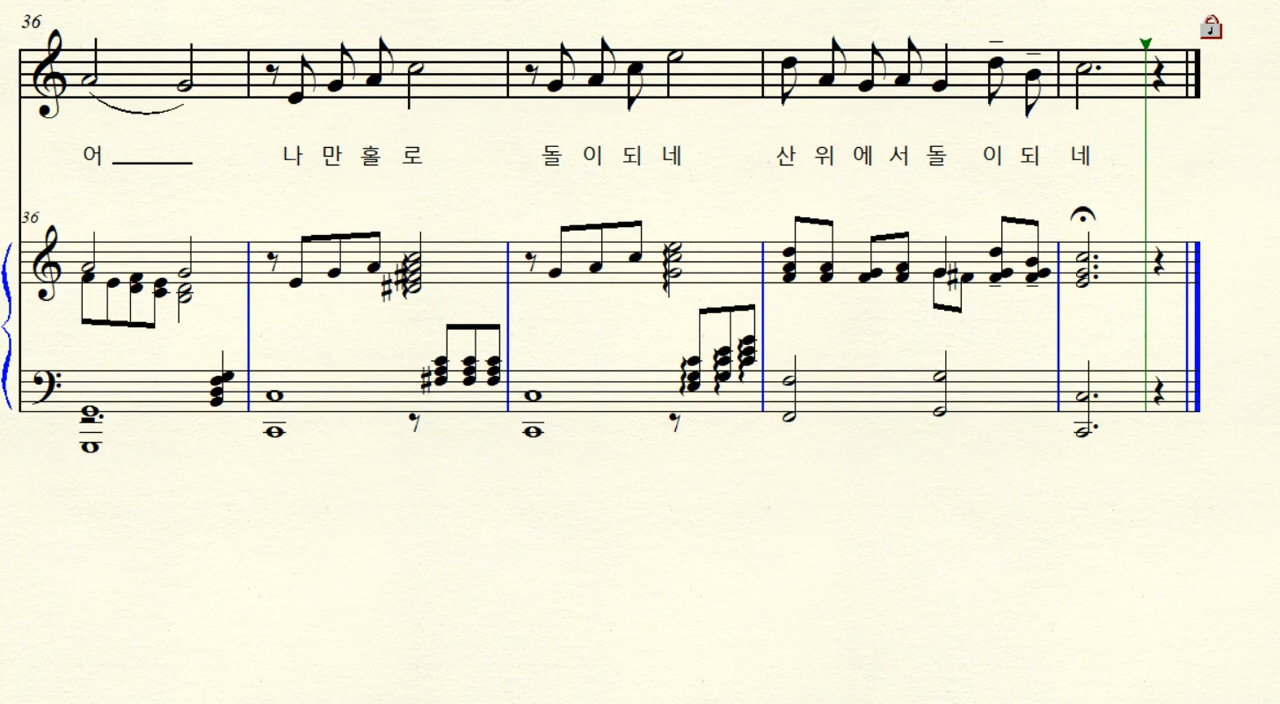 36
어 나 만 홀 로 돌 이 되 네 산 위 에 서 돌 이 되 네
36